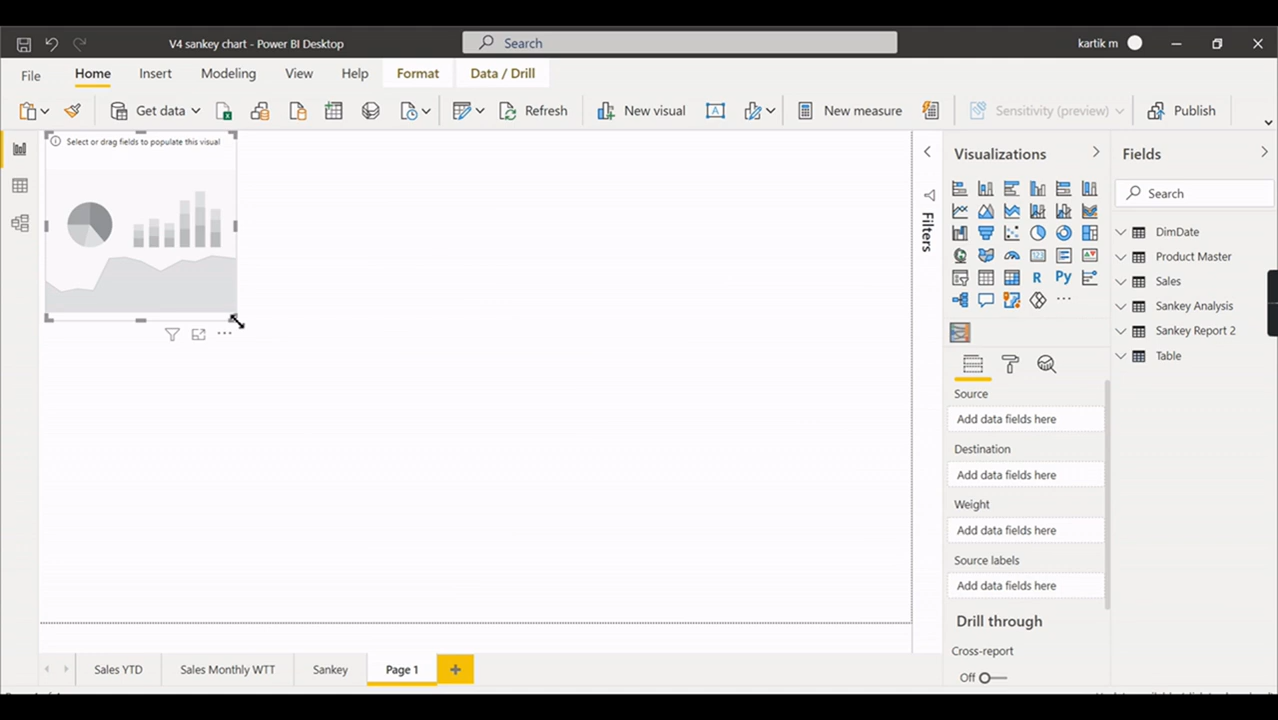 V4 sankey chart - Power BI Desktop
Search
kartik m
File
Home
Insert
Modeling
View
Help
Format
Data / Drill
Get data
Refresh
New visual
New measure
Sensitivity (preview)
Publish
Select or drag fields to populate this visual
Filters
Visualizations
R
Py
Source
Add data fields here
Destination
Add data fields here
Weight
Add data fields here
Source labels
Add data fields here
Drill through
Cross-report
Off
Fields
Search
DimDate
Product Master
Sales
Sankey Analysis
Sankey Report 2
Table
Sales YTD
Sales Monthly WTT
Sankey
Page 1